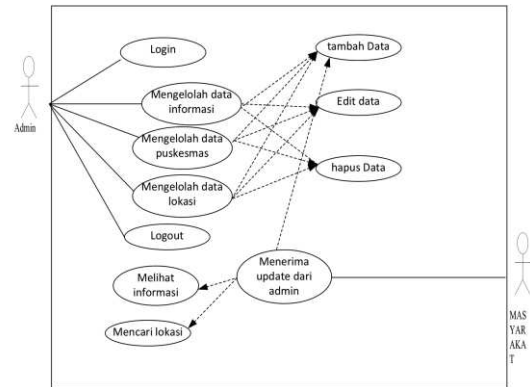 Login
tambah Data
Admin
Mengelolah data
informasi
Edit data
Mengelolah data
puskesmas
hapus Data
Mengelolah data
lokasi
Logout
Menerima
update dari
admin
Melihat
informasi
Mencari lokasi
MAS
YAR
AKA
T